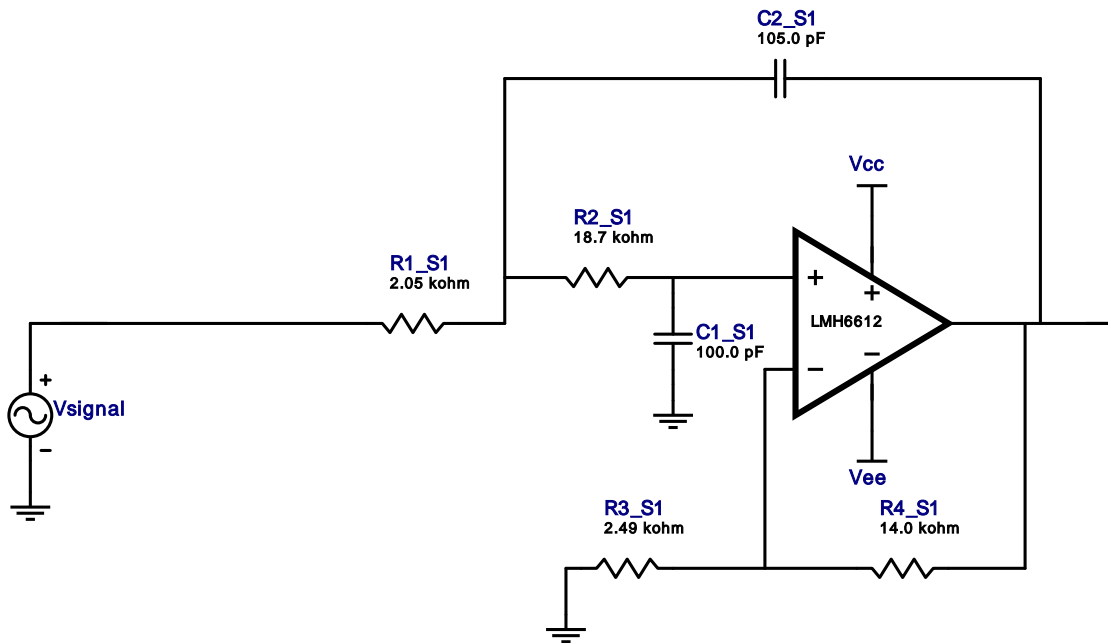 C2_S1
105.0 pF
Vcc
R2_S1
18.7 kohm
R1_S1
2.05 kohm
+
+
LMH6612
C1_S1
100.0 pF
−
−
+
Vsignal
−
Vee
R3_S1
2.49 kohm
R4_S1
14.0 kohm